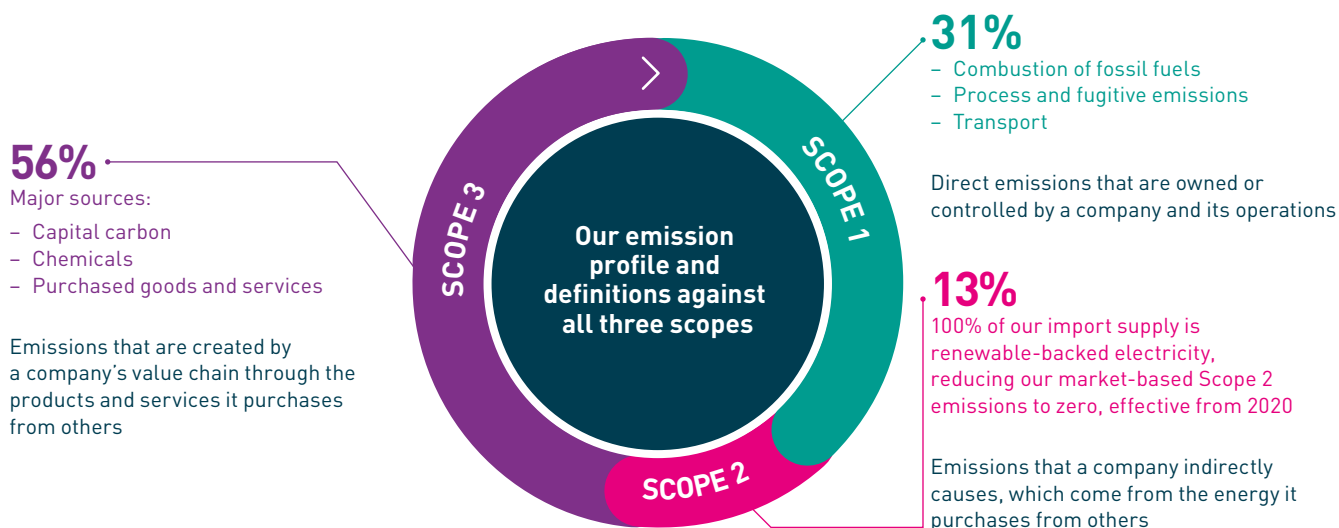 31%
– Combustion of fossil fuels
– Process and fugitive emissions
– Transport
Direct emissions that are owned or
controlled by a company and its operations
SCOPE 1
56%
Major sources:
– Capital carbon
– Chemicals
– Purchased goods and services
Emissions that are created by
a company’s value chain through the
products and services it purchases
from others
SCOPE 3
Our emission
profile and
definitions against
all three scopes
13%
100% of our import supply is
renewable-backed electricity,
reducing our market-based Scope 2
emissions to zero, effective from 2020
Emissions that a company indirectly
causes, which come from the energy it
purchases from others
SCOPE 2